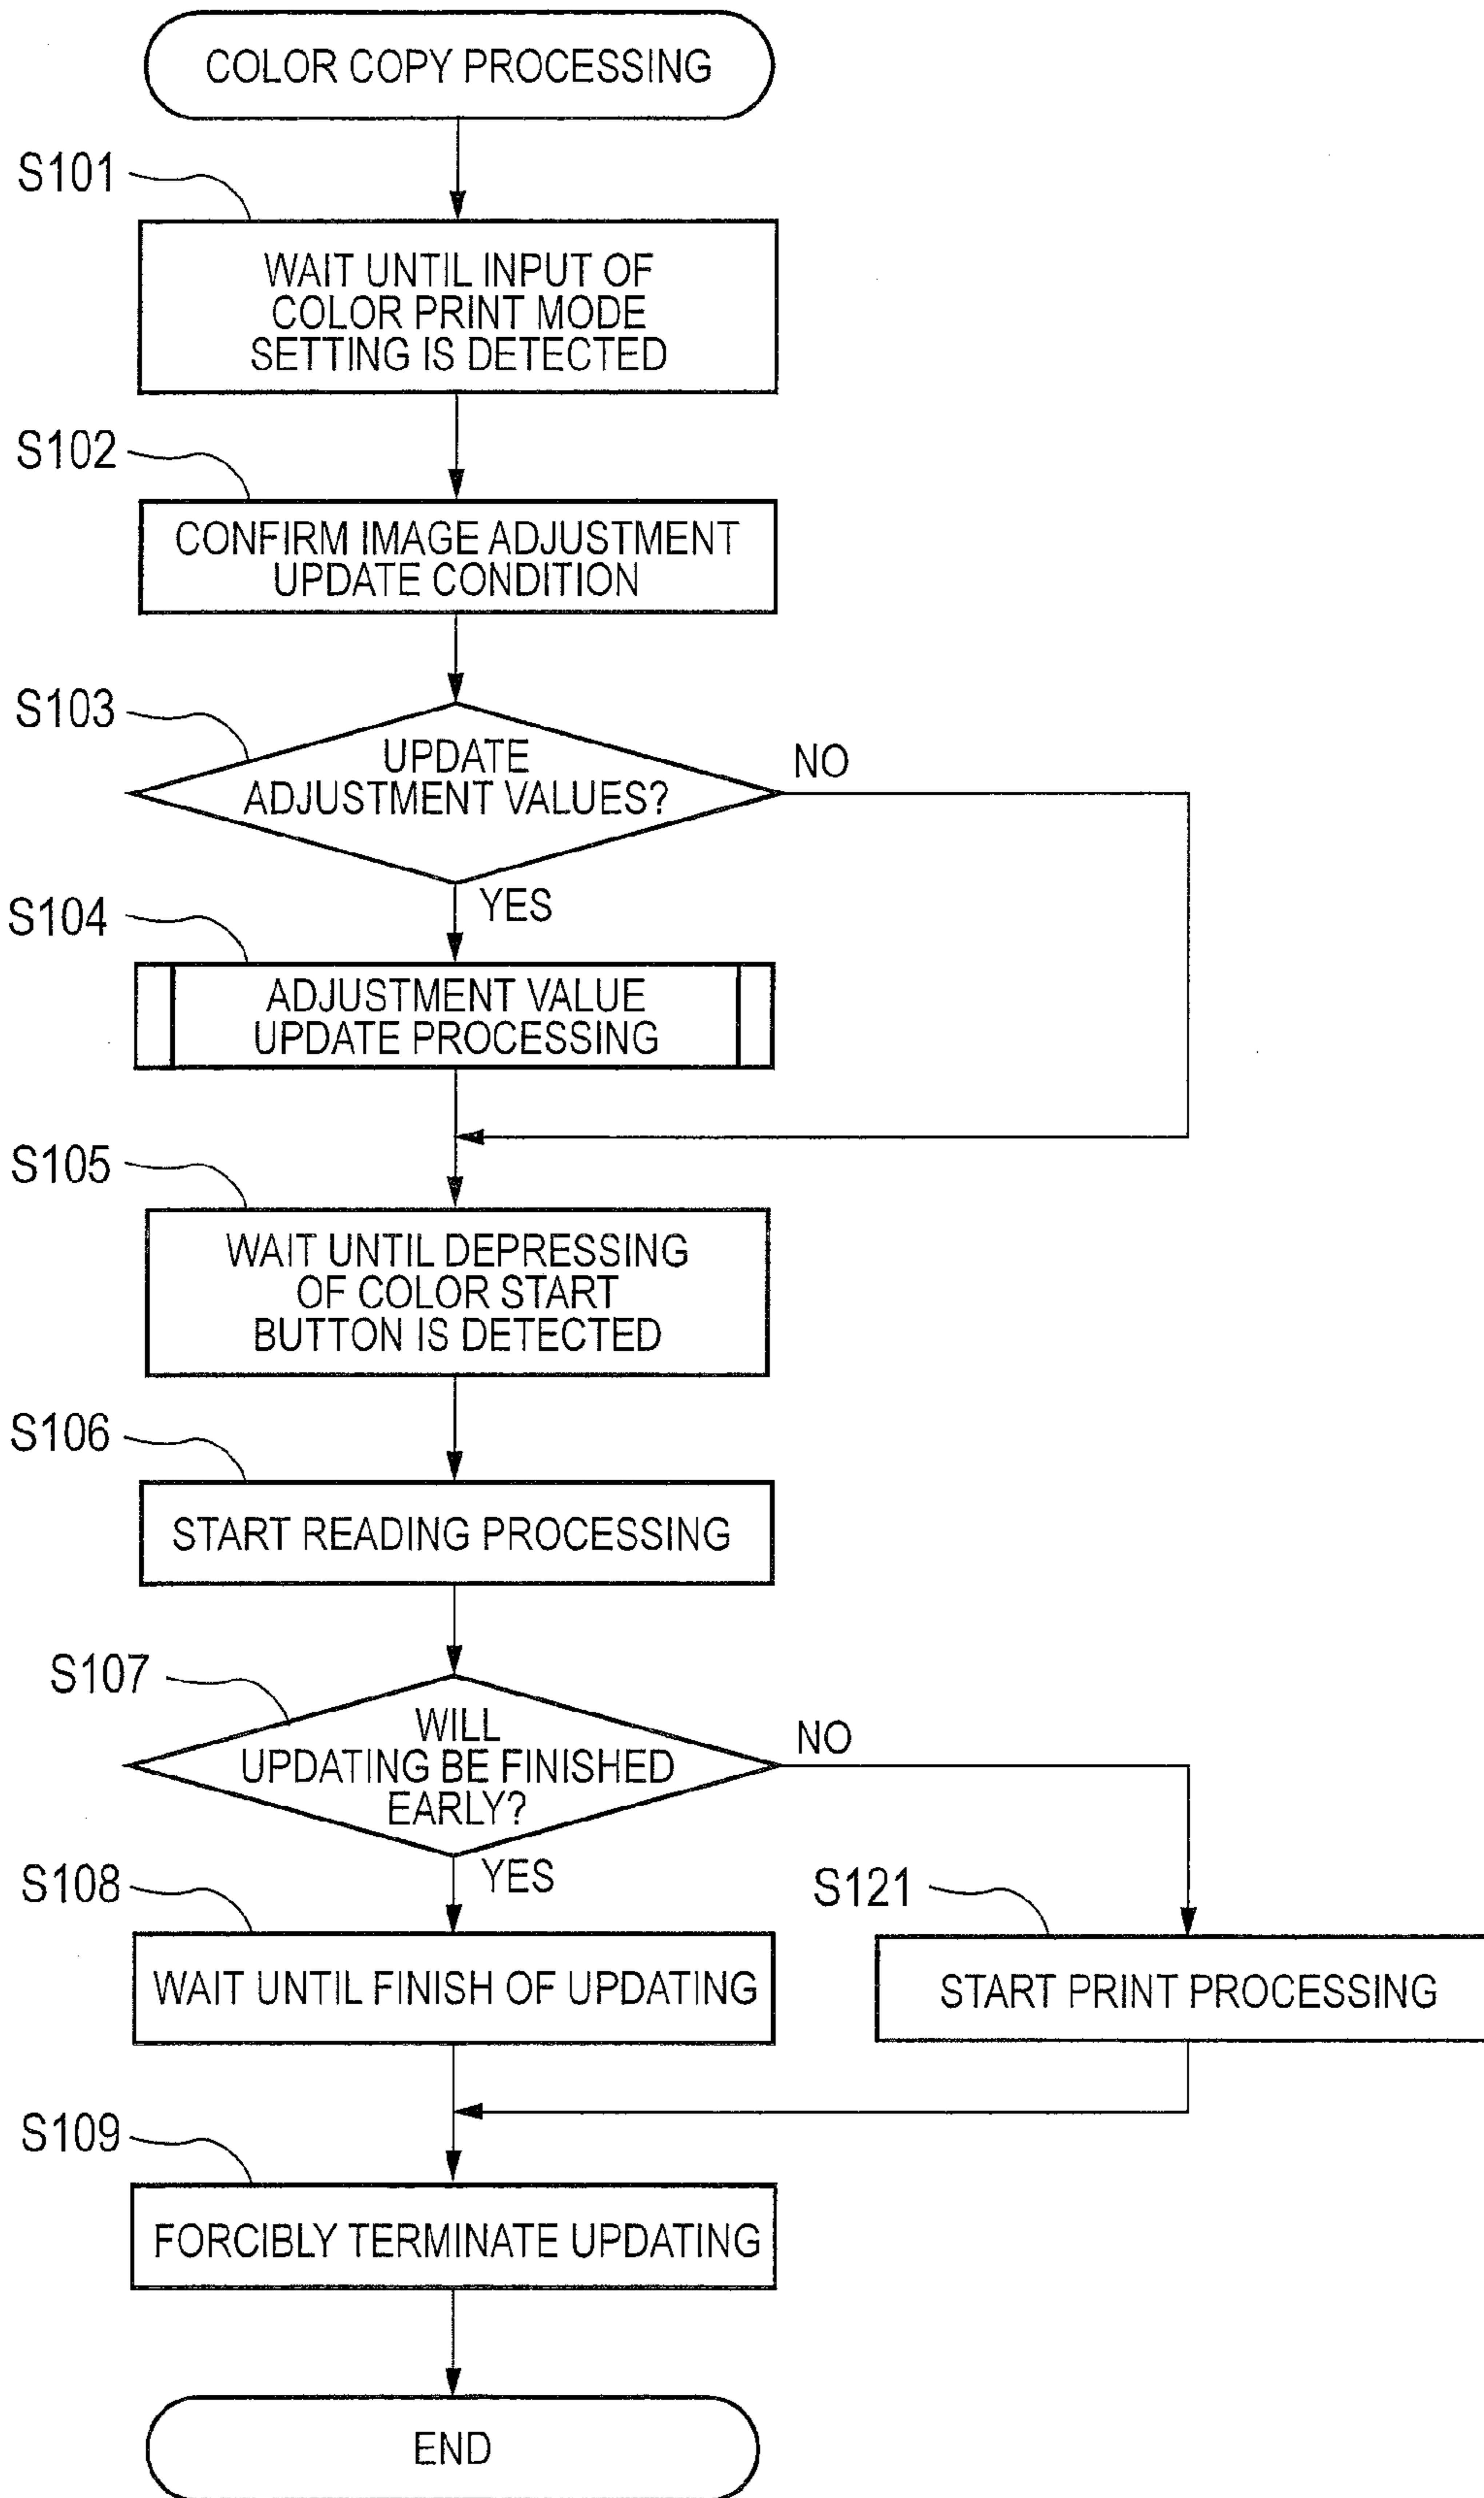 COLOR COPY PROCESSING
S101
WAIT UNTIL INPUT OF
COLOR PRINT MODE
SETTING IS DETECTED
S102
CONFIRM IMAGE ADJUSTMENT
UPDATE CONDITION
S103
UPDATE
ADJUSTMENT VALUES?
NO
YES
S104
ADJUSTMENT VALUE
UPDATE PROCESSING
S105
WAIT UNTIL DEPRESSING
OF COLOR START
BUTTON IS DETECTED
S106
START READING PROCESSING
S107
WILL
UPDATING BE FINISHED
EARLY?
NO
YES
S108
WAIT UNTIL FINISH OF UPDATING
S121
START PRINT PROCESSING
S109
FORCIBLY TERMINATE UPDATING
END